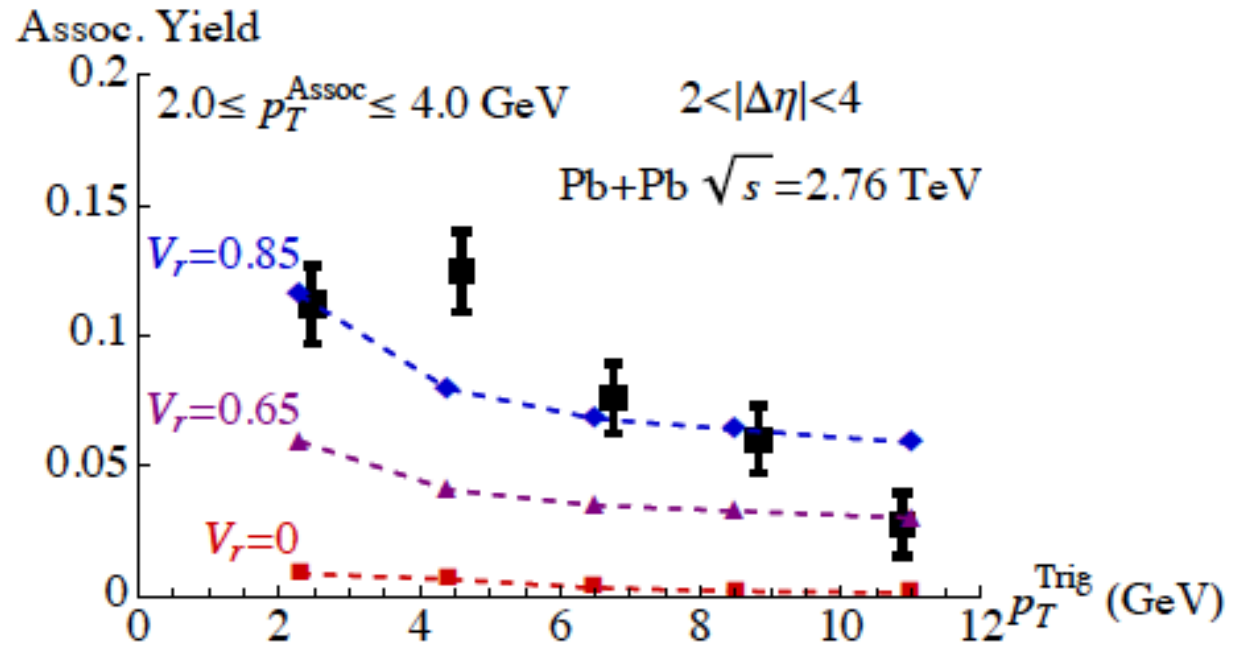 Assoc. Yield
0.2
2.0≤ p_T^Assoc ≤ 4.0 GeV
2<|Δη|<4
Pb+Pb √s =2.76 TeV
0.15
V_r=0.85
0.1
V_r=0.65
0.05
V_r=0
0
0 2 4 6 8 10 12
p_T^Trig (GeV)